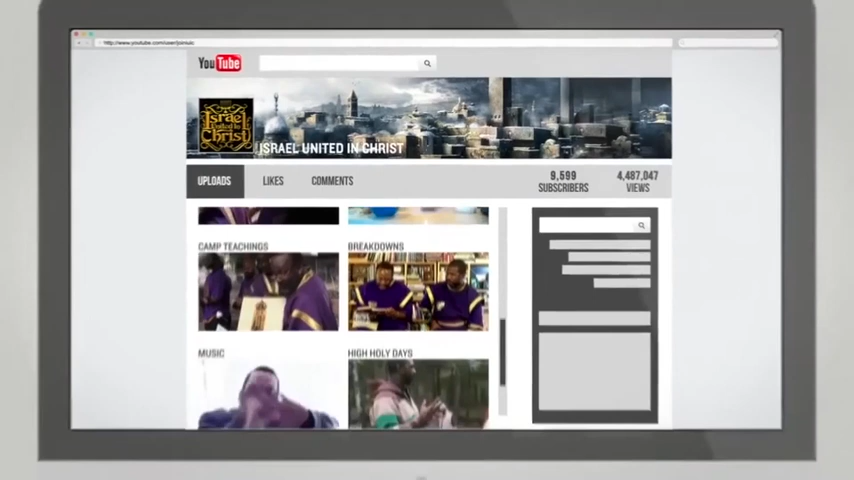 http://www.youtube.com/user/joiniuic
YouTube
Israel
United In
Christ
ISRAEL UNITED IN CHRIST
UPLOADS
LIKES
COMMENTS
9,599
SUBSCRIBERS
4,487,047
VIEWS
CAMP TEACHINGS
BREAKDOWNS
MUSIC
HIGH HOLY DAYS